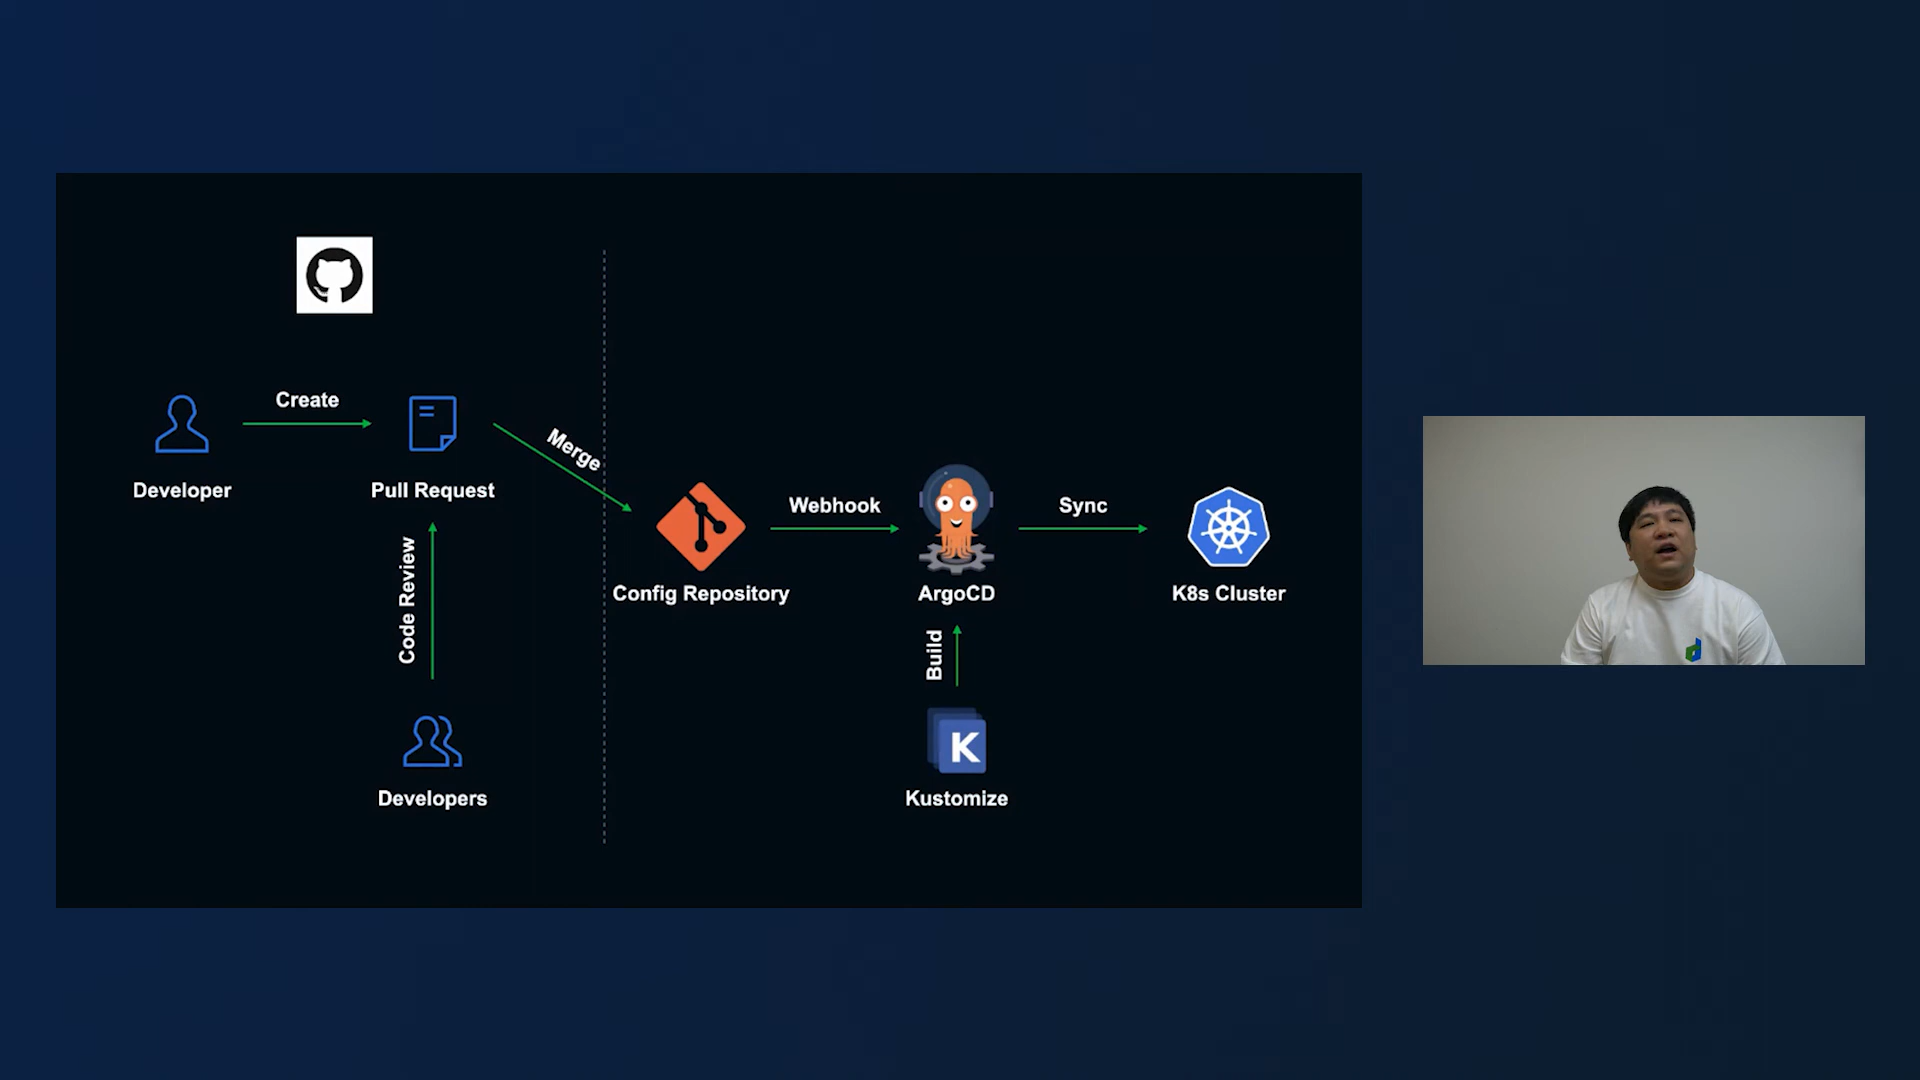 Create
Merge
Developer
Pull Request
Code Review
Developers
Webhook
Sync
Config Repository
ArgoCD
K8s Cluster
Build
K
Kustomize